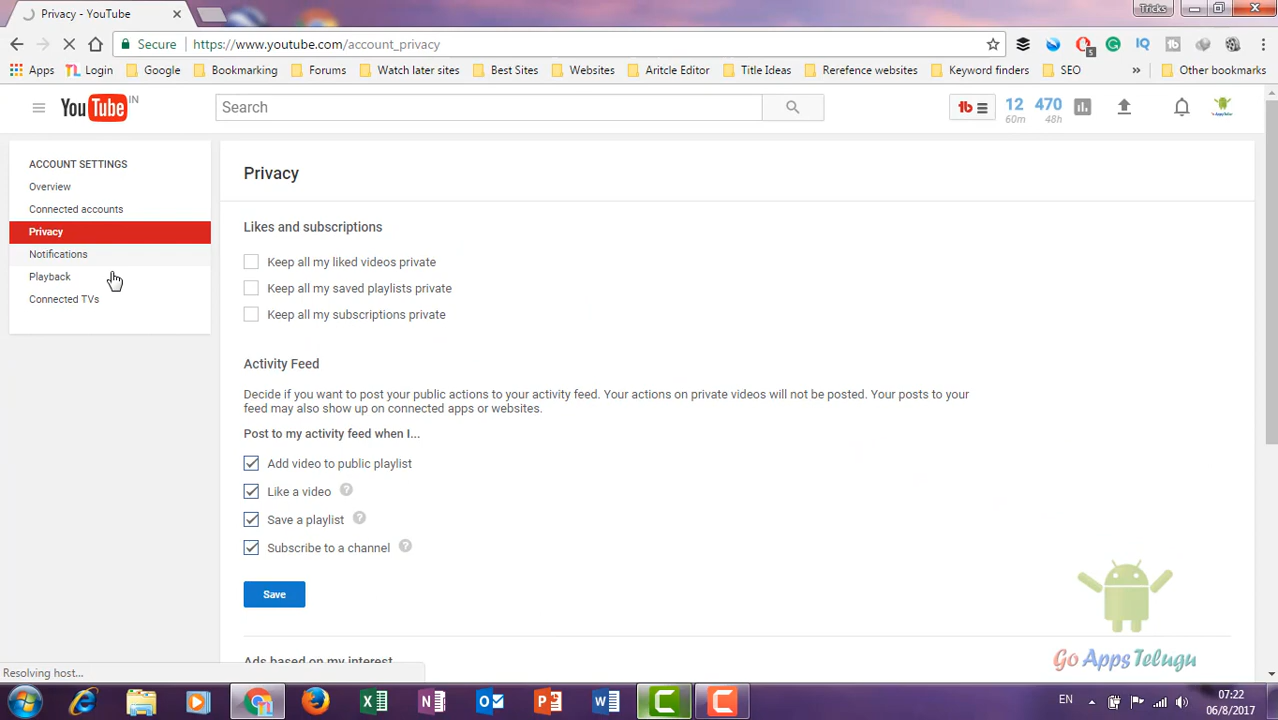 Privacy - YouTube
Tricks
Secure https://www.youtube.com/account_privacy
5
IQ
Apps
Login
Google
Bookmarking
Forums
Watch later sites
Best Sites
Websites
Aritcle Editor
Title Ideas
Rerefence websites
Keyword finders
SEO
»
Other bookmarks
YouTube IN
Search
12 60m
470 48h
ACCOUNT SETTINGS
Overview
Connected accounts
Privacy
Notifications
Playback
Connected TVs
Privacy
Likes and subscriptions
Keep all my liked videos private
Keep all my saved playlists private
Keep all my subscriptions private
Activity Feed
Decide if you want to post your public actions to your activity feed. Your actions on private videos will not be posted. Your posts to your
feed may also show up on connected apps or websites.
Post to my activity feed when I...
Add video to public playlist
Like a video ?
Save a playlist ?
Subscribe to a channel ?
Save
Ads based on my interest
Go AppsTelugu
Resolving host...
EN
07:22
06/8/2017